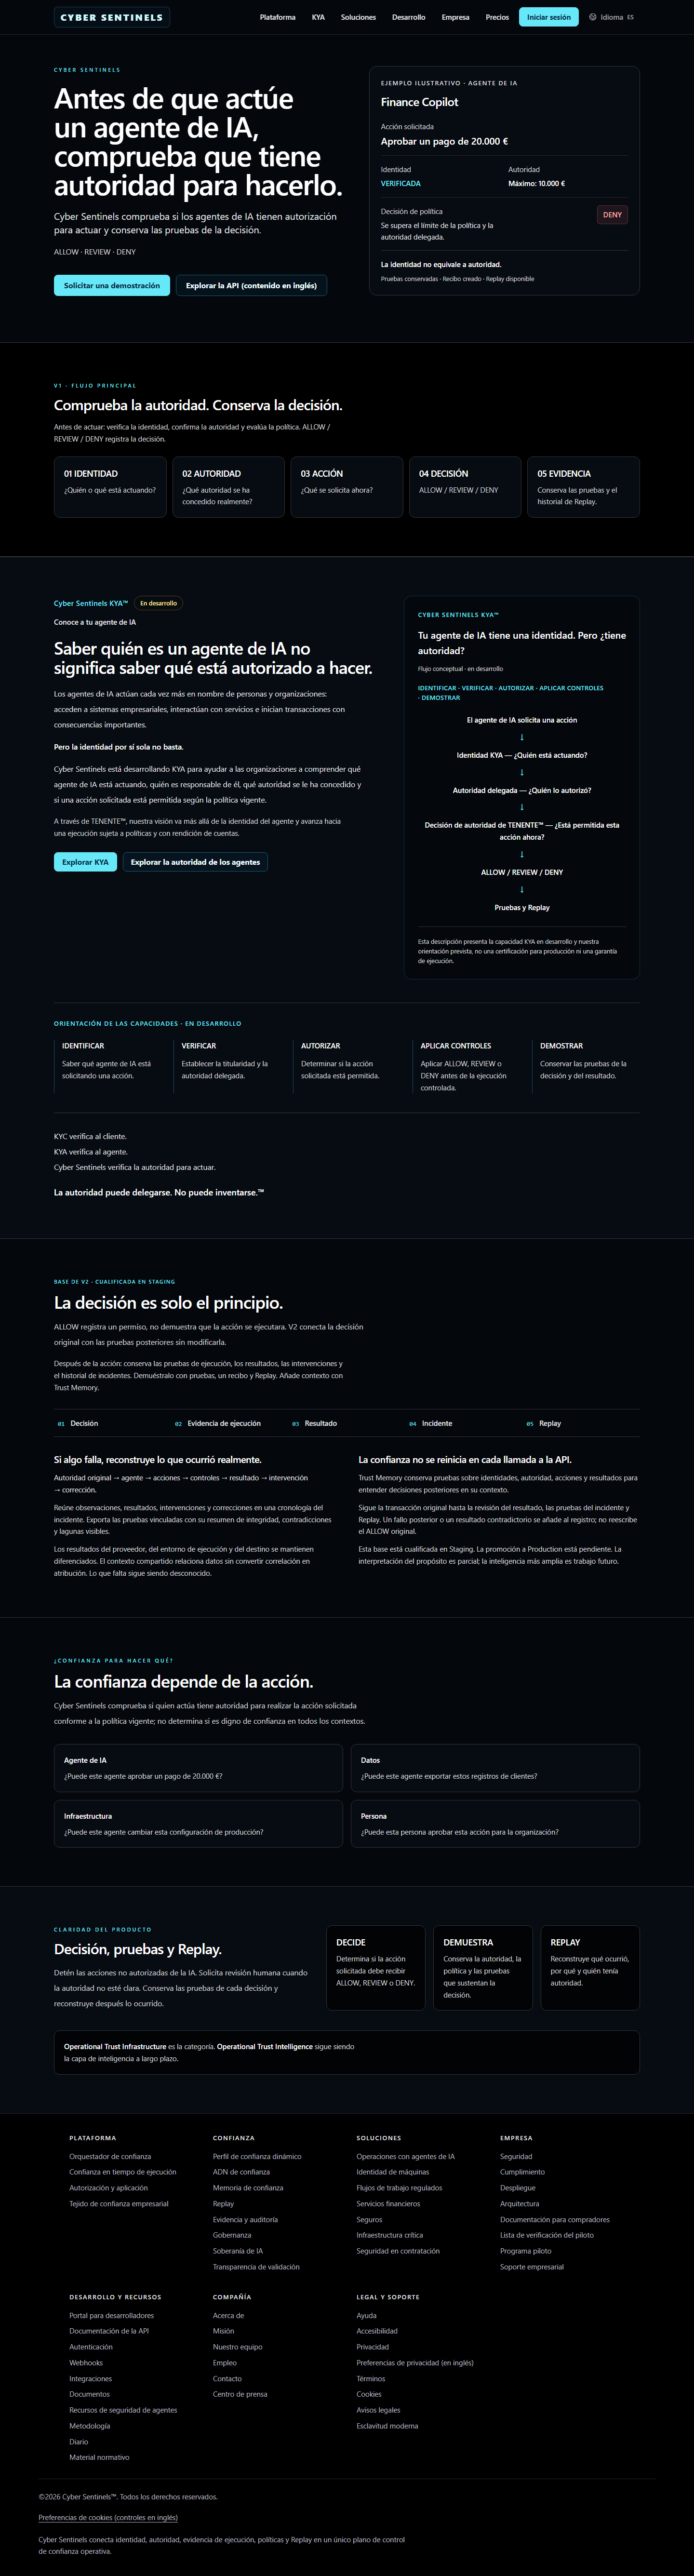 CYBER SENTINELS
Plataforma
KYA
Soluciones
Desarrollo
Empresa
Precios
Iniciar sesión
Idioma ES
CYBER SENTINELS
Antes de que actúe
un agente de IA,
comprueba que tiene
autoridad para hacerlo.
Cyber Sentinels comprueba si los agentes de IA tienen autorización
para actuar y conserva las pruebas de la decisión.
ALLOW · REVIEW · DENY
Solicitar una demostración
Explorar la API (contenido en inglés)
EJEMPLO ILUSTRATIVO · AGENTE DE IA
Finance Copilot
Acción solicitada
Aprobar un pago de 20.000 €
Identidad
VERIFICADA
Autoridad
Máximo: 10.000 €
Decisión de política
Se supera el límite de la política y la
autoridad delegada.
DENY
La identidad no equivale a autoridad.
Pruebas conservadas · Recibo creado · Replay disponible
V1 · FLUJO PRINCIPAL
Comprueba la autoridad. Conserva la decisión.
Antes de actuar: verifica la identidad, confirma la autoridad y evalúa la política. ALLOW /
REVIEW / DENY registra la decisión.
01 IDENTIDAD
¿Quién o qué está actuando?
02 AUTORIDAD
¿Qué autoridad se ha
concedido realmente?
03 ACCIÓN
¿Qué se solicita ahora?
04 DECISIÓN
ALLOW / REVIEW / DENY
05 EVIDENCIA
Conserva las pruebas y el
historial de Replay.
Cyber Sentinels KYA™
En desarrollo
Conoce a tu agente de IA
Saber quién es un agente de IA no
significa saber qué está autorizado a hacer.
Los agentes de IA actúan cada vez más en nombre de personas y organizaciones:
acceden a sistemas empresariales, interactúan con servicios e inician transacciones con
consecuencias importantes.
Pero la identidad por sí sola no basta.
Cyber Sentinels está desarrollando KYA para ayudar a las organizaciones a comprender qué
agente de IA está actuando, quién es responsable de él, qué autoridad se le ha concedido y
si una acción solicitada está permitida según la política vigente.
A través de TENENTE™, nuestra visión va más allá de la identidad del agente y avanza hacia
una ejecución sujeta a políticas y con rendición de cuentas.
Explorar KYA
Explorar la autoridad de los agentes
CYBER SENTINELS KYA™
Tu agente de IA tiene una identidad. Pero ¿tiene
autoridad?
Flujo conceptual · en desarrollo
IDENTIFICAR · VERIFICAR · AUTORIZAR · APLICAR CONTROLES
· DEMOSTRAR
El agente de IA solicita una acción
↓
Identidad KYA — ¿Quién está actuando?
↓
Autoridad delegada — ¿Quién lo autorizó?
↓
Decisión de autoridad de TENENTE™ — ¿Está permitida esta
acción ahora?
↓
ALLOW / REVIEW / DENY
↓
Pruebas y Replay
Esta descripción presenta la capacidad KYA en desarrollo y nuestra
orientación prevista, no una certificación para producción ni una garantía
de ejecución.
ORIENTACIÓN DE LAS CAPACIDADES · EN DESARROLLO
IDENTIFICAR
Saber qué agente de IA está
solicitando una acción.
VERIFICAR
Establecer la titularidad y la
autoridad delegada.
AUTORIZAR
Determinar si la acción
solicitada está permitida.
APLICAR CONTROLES
Aplicar ALLOW, REVIEW o
DENY antes de la ejecución
controlada.
DEMOSTRAR
Conservar las pruebas de la
decisión y del resultado.
KYC verifica al cliente.
KYA verifica al agente.
Cyber Sentinels verifica la autoridad para actuar.
La autoridad puede delegarse. No puede inventarse.™
BASE DE V2 · CUALIFICADA EN STAGING
La decisión es solo el principio.
ALLOW registra un permiso, no demuestra que la acción se ejecutara. V2 conecta la decisión
original con las pruebas posteriores sin modificarla.
Después de la acción: conserva las pruebas de ejecución, los resultados, las intervenciones y
el historial de incidentes. Demuéstralo con pruebas, un recibo y Replay. Añade contexto con
Trust Memory.
01 Decisión
02 Evidencia de ejecución
03 Resultado
04 Incidente
05 Replay
Si algo falla, reconstruye lo que ocurrió realmente.
Autoridad original → agente → acciones → controles → resultado → intervención
→ corrección.
Reúne observaciones, resultados, intervenciones y correcciones en una cronología del
incidente. Exporta las pruebas vinculadas con su resumen de integridad, contradicciones
y lagunas visibles.
Los resultados del proveedor, del entorno de ejecución y del destino se mantienen
diferenciados. El contexto compartido relaciona datos sin convertir correlación en
atribución. Lo que falta sigue siendo desconocido.
La confianza no se reinicia en cada llamada a la API.
Trust Memory conserva pruebas sobre identidades, autoridad, acciones y resultados para
entender decisiones posteriores en su contexto.
Sigue la transacción original hasta la revisión del resultado, las pruebas del incidente y
Replay. Un fallo posterior o un resultado contradictorio se añade al registro; no reescribe
el ALLOW original.
Esta base está cualificada en Staging. La promoción a Production está pendiente. La
interpretación del propósito es parcial; la inteligencia más amplia es trabajo futuro.
¿CONFIANZA PARA HACER QUÉ?
La confianza depende de la acción.
Cyber Sentinels comprueba si quien actúa tiene autoridad para realizar la acción solicitada
conforme a la política vigente; no determina si es digno de confianza en todos los contextos.
Agente de IA
¿Puede este agente aprobar un pago de 20.000 €?
Datos
¿Puede este agente exportar estos registros de clientes?
Infraestructura
¿Puede este agente cambiar esta configuración de producción?
Persona
¿Puede esta persona aprobar esta acción para la organización?
CLARIDAD DEL PRODUCTO
Decisión, pruebas y Replay.
Detén las acciones no autorizadas de la IA. Solicita revisión humana cuando
la autoridad no esté clara. Conserva las pruebas de cada decisión y
reconstruye después lo ocurrido.
DECIDE
Determina si la acción
solicitada debe recibir
ALLOW, REVIEW o DENY.
DEMUESTRA
Conserva la autoridad, la
política y las pruebas
que sustentan la
decisión.
REPLAY
Reconstruye qué ocurrió,
por qué y quién tenía
autoridad.
Operational Trust Infrastructure es la categoría. Operational Trust Intelligence sigue siendo
la capa de inteligencia a largo plazo.
PLATAFORMA
Orquestador de confianza
Confianza en tiempo de ejecución
Autorización y aplicación
Tejido de confianza empresarial
CONFIANZA
Perfil de confianza dinámico
ADN de confianza
Memoria de confianza
Replay
Evidencia y auditoría
Gobernanza
Soberanía de IA
Transparencia de validación
SOLUCIONES
Operaciones con agentes de IA
Identidad de máquinas
Flujos de trabajo regulados
Servicios financieros
Seguros
Infraestructura crítica
Seguridad en contratación
EMPRESA
Seguridad
Cumplimiento
Despliegue
Arquitectura
Documentación para compradores
Lista de verificación del piloto
Programa piloto
Soporte empresarial
DESARROLLO Y RECURSOS
Portal para desarrolladores
Documentación de la API
Autenticación
Webhooks
Integraciones
Documentos
Recursos de seguridad de agentes
Metodología
Diario
Material normativo
COMPAÑÍA
Acerca de
Misión
Nuestro equipo
Empleo
Contacto
Centro de prensa
LEGAL Y SOPORTE
Ayuda
Accesibilidad
Privacidad
Preferencias de privacidad (en inglés)
Términos
Cookies
Avisos legales
Esclavitud moderna
©2026 Cyber Sentinels™. Todos los derechos reservados.
Preferencias de cookies (controles en inglés)
Cyber Sentinels conecta identidad, autoridad, evidencia de ejecución, políticas y Replay en un único plano de control
de confianza operativa.